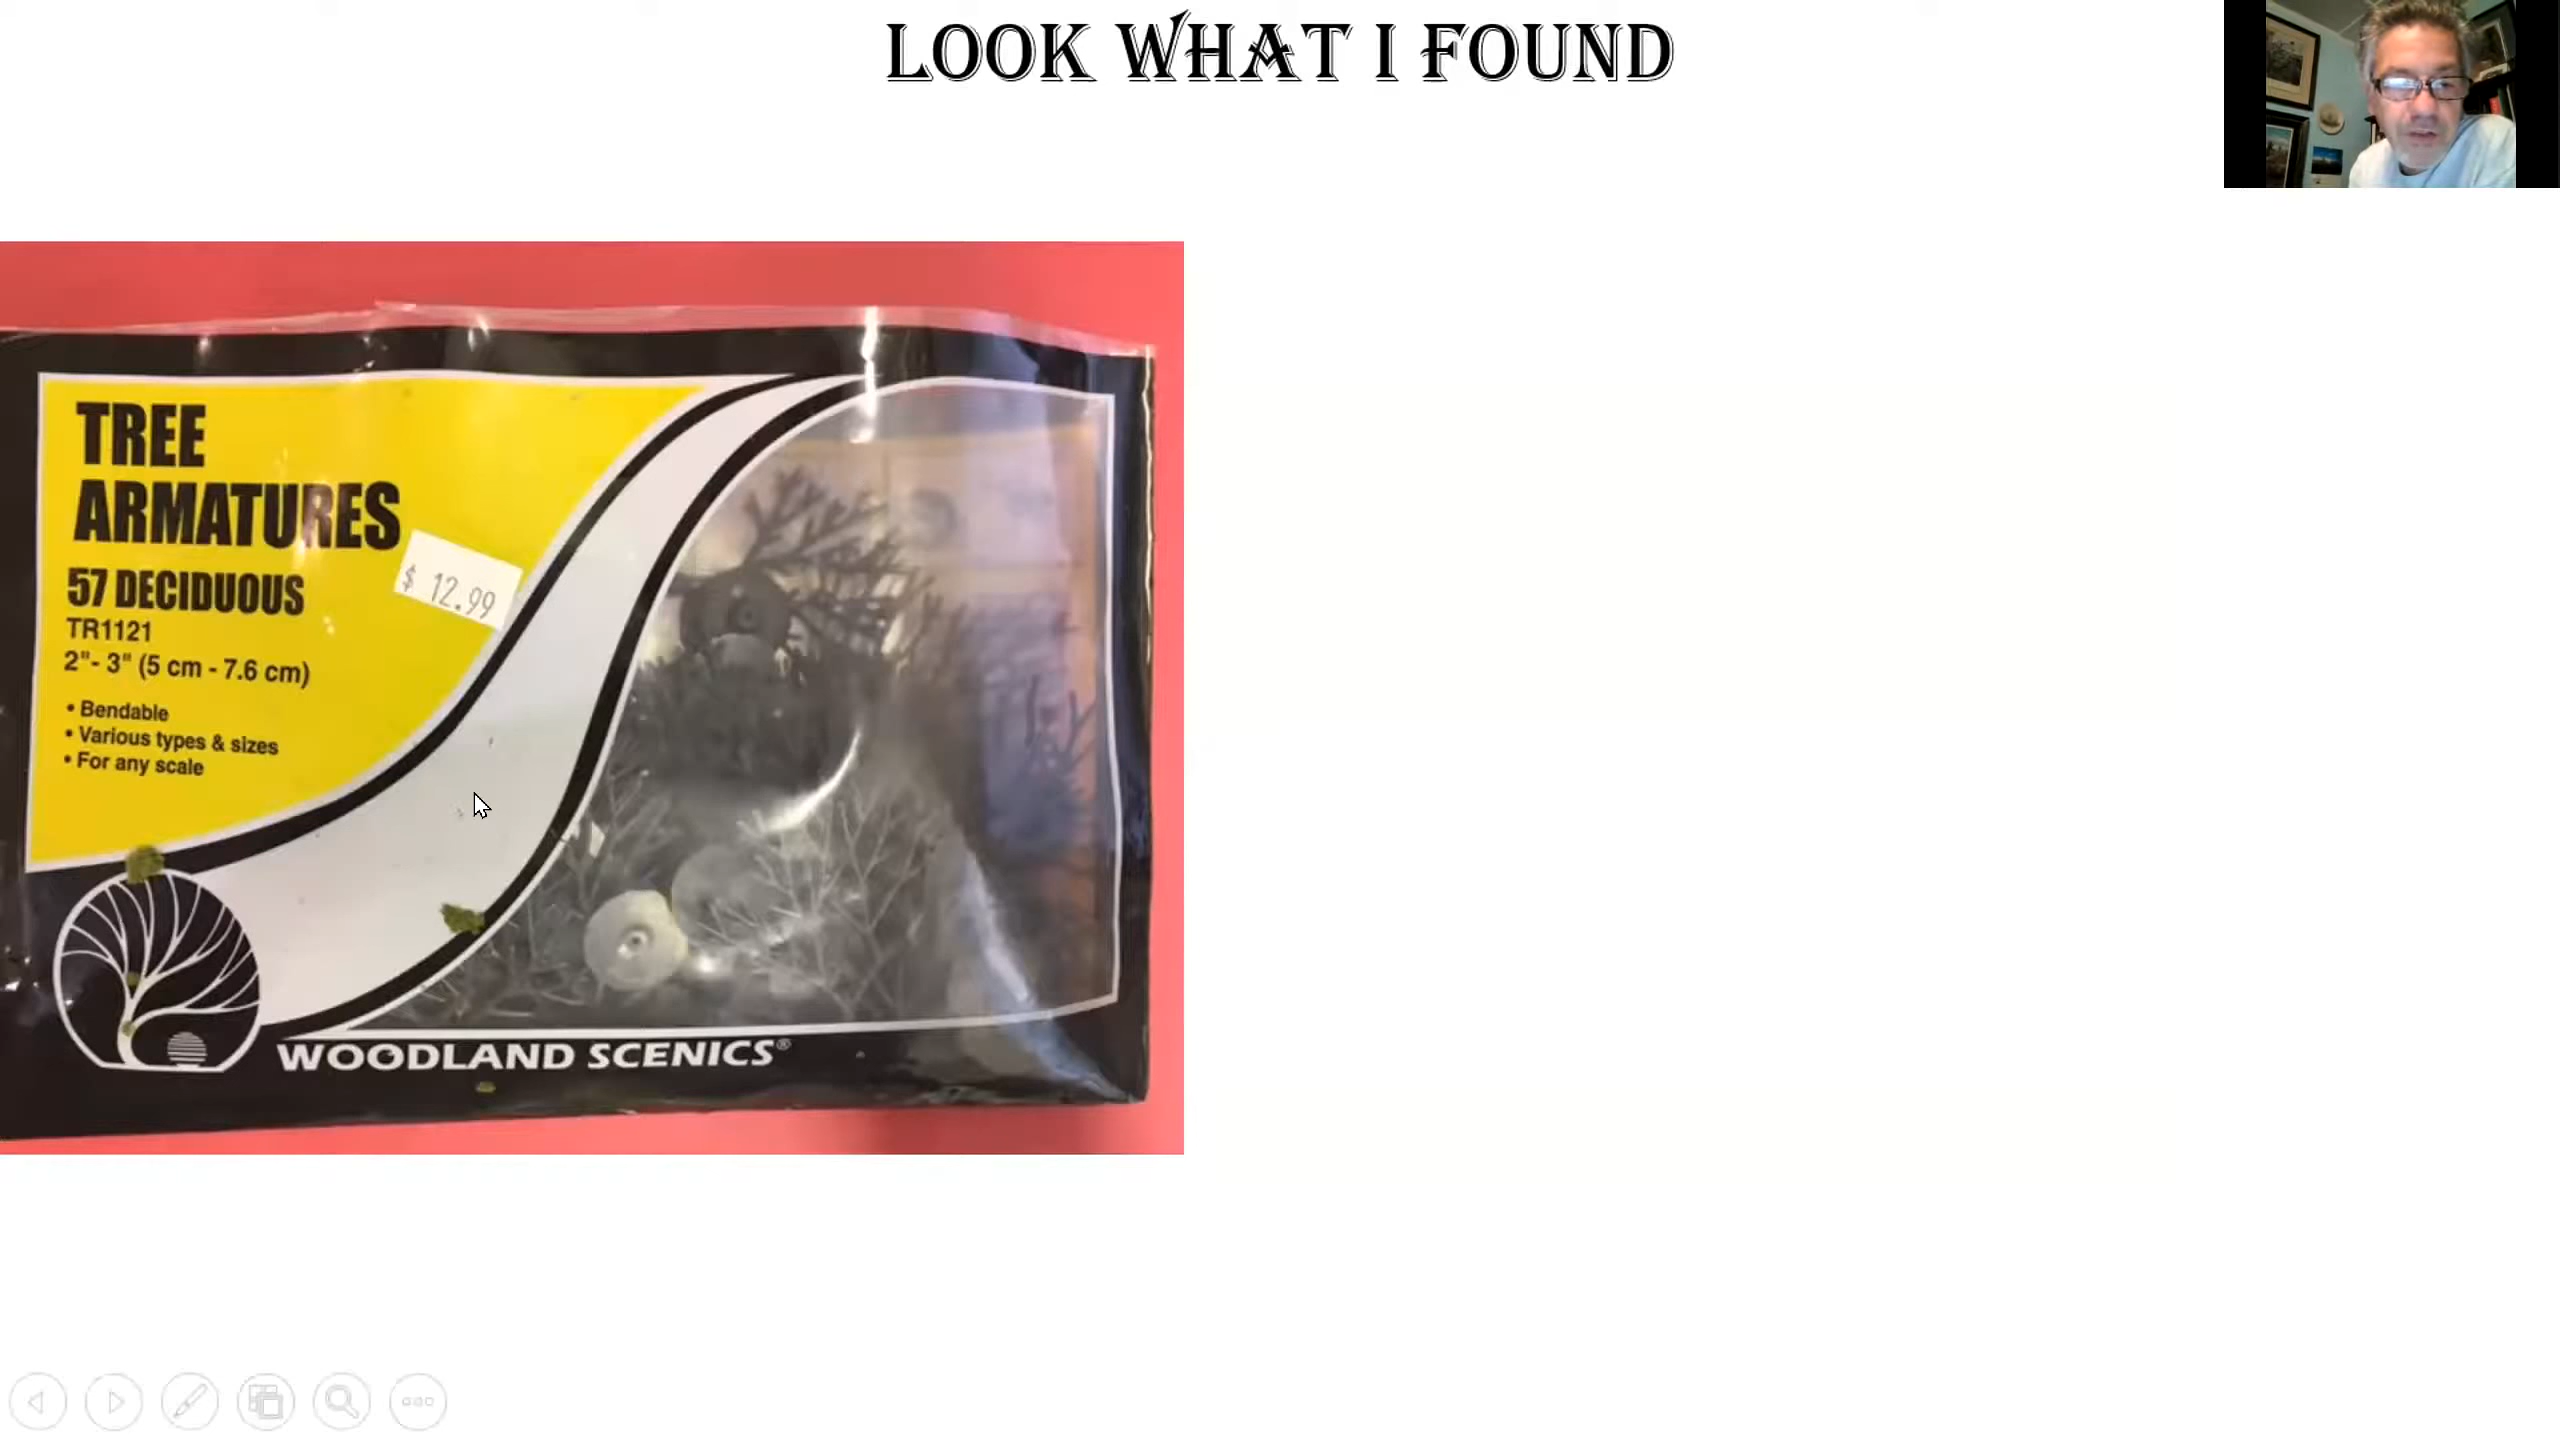 LOOK WHAT I FOUND
TREE
ARMATURES
$ 12.99
57 DECIDUOUS
TR1121
2"- 3" (5 cm - 7.6 cm)
• Bendable
• Various types & sizes
• For any scale
WOODLAND SCENICS®